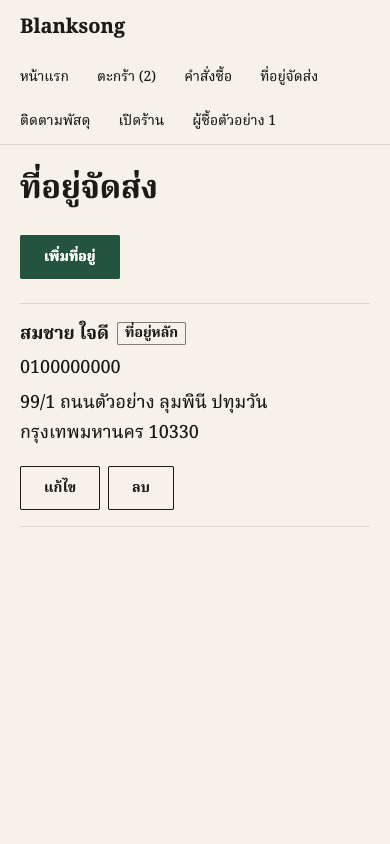 Blanksong
หน้าแรก ตะกร้า (2) คำสั่งซื้อ ที่อยู่จัดส่ง
ติดตามพัสดุ เปิดร้าน ผู้ซื้อตัวอย่าง 1
ที่อยู่จัดส่ง
เพิ่มที่อยู่
สมชาย ใจดี ที่อยู่หลัก
0100000000
99/1 ถนนตัวอย่าง ลุมพินี ปทุมวัน
กรุงเทพมหานคร 10330
แก้ไข ลบ